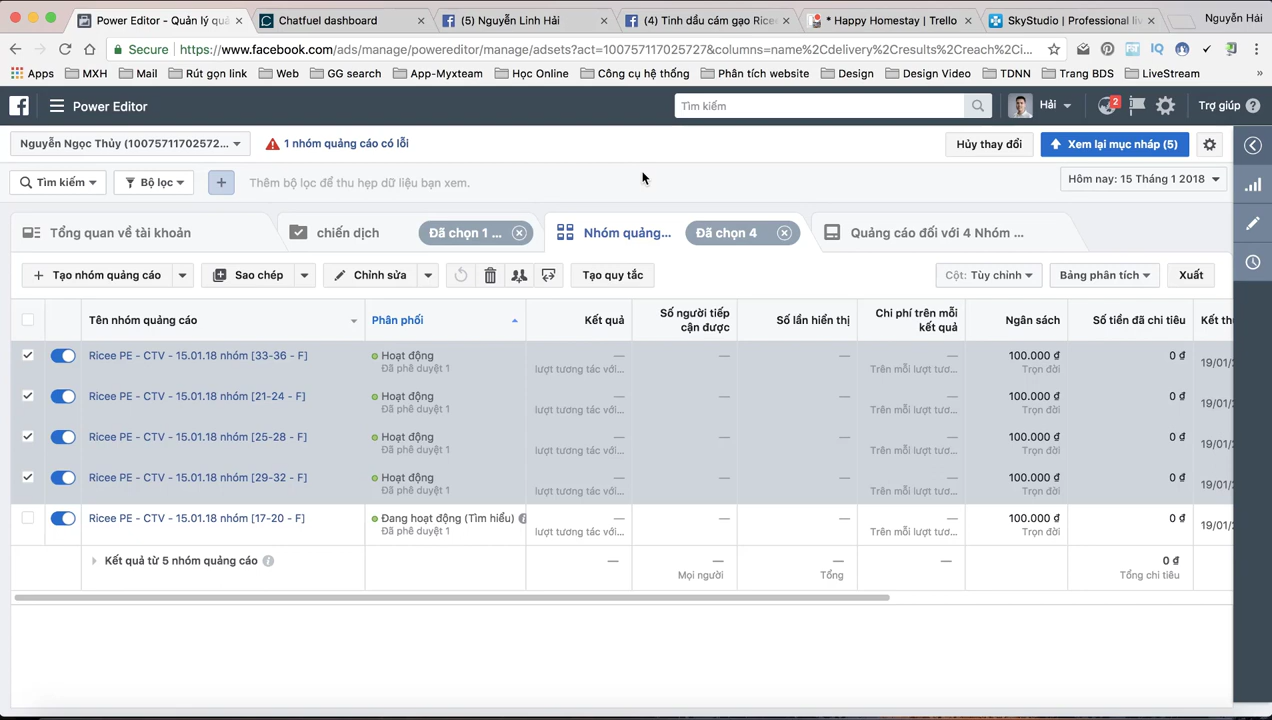 Power Editor - Quản lý quả
Chatfuel dashboard
(5) Nguyễn Linh Hải
(4) Tinh dầu cám gạo Ricee
* Happy Homestay | Trello
SkyStudio | Professional liv
Nguyễn Hải
Secure
https://www.facebook.com/ads/manage/powereditor/manage/adsets?act=100757117025727&columns=name%2Cdelivery%2Cresults%2Creach%2Ci...
Apps
MXH
Mail
Rút gọn link
Web
GG search
App-Myxteam
Học Online
Công cụ hệ thống
Phân tích website
Design
Design Video
TDNN
Trang BDS
LiveStream
»
Power Editor
Tìm kiếm
Hải
2
Trợ giúp
Nguyễn Ngọc Thủy (10075711702572...
1 nhóm quảng cáo có lỗi
Hủy thay đổi
Xem lại mục nháp (5)
Tìm kiếm
Bộ lọc
+
Thêm bộ lọc để thu hẹp dữ liệu bạn xem.
Hôm nay: 15 Tháng 1 2018
Tổng quan về tài khoản
chiến dịch
Đã chọn 1 ...
Nhóm quảng...
Đã chọn 4
Quảng cáo đối với 4 Nhóm ...
+ Tạo nhóm quảng cáo
Sao chép
Chỉnh sửa
Tạo quy tắc
Cột: Tùy chỉnh
Bảng phân tích
Xuất
Tên nhóm quảng cáo
Phân phối
Kết quả
Số người tiếp
cận được
Số lần hiển thị
Chi phí trên mỗi
kết quả
Ngân sách
Số tiền đã chi tiêu
Kết thú
Ricee PE - CTV - 15.01.18 nhóm [33-36 - F]
Hoạt động
— — — — 100.000 ₫ 0 ₫
Đã phê duyệt 1
lượt tương tác với...
Trên mỗi lượt tươ...
Trọn đời
19/01/2
Ricee PE - CTV - 15.01.18 nhóm [21-24 - F]
Hoạt động
— — — — 100.000 ₫ 0 ₫
Đã phê duyệt 1
lượt tương tác với...
Trên mỗi lượt tươ...
Trọn đời
19/01/2
Ricee PE - CTV - 15.01.18 nhóm [25-28 - F]
Hoạt động
— — — — 100.000 ₫ 0 ₫
Đã phê duyệt 1
lượt tương tác với...
Trên mỗi lượt tươ...
Trọn đời
19/01/2
Ricee PE - CTV - 15.01.18 nhóm [29-32 - F]
Hoạt động
— — — — 100.000 ₫ 0 ₫
Đã phê duyệt 1
lượt tương tác với...
Trên mỗi lượt tươ...
Trọn đời
19/01/2
Ricee PE - CTV - 15.01.18 nhóm [17-20 - F]
Đang hoạt động (Tìm hiểu)
— — — — 100.000 ₫ 0 ₫
Đã phê duyệt 1
lượt tương tác với...
Trên mỗi lượt tươ...
Trọn đời
19/01/2
Kết quả từ 5 nhóm quảng cáo
— — — — 0 ₫
Mọi người
Tổng
Tổng chi tiêu